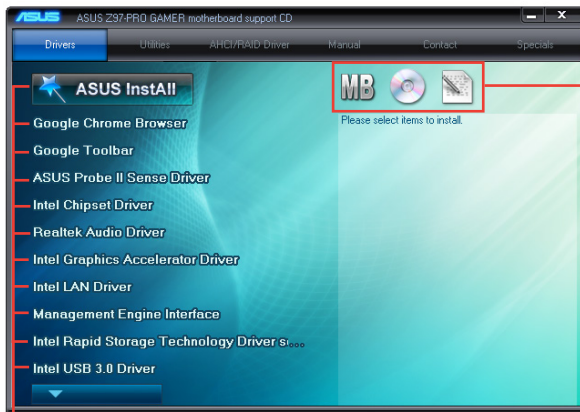 ASUS ASUS Z97-PRO GAMER motherboard support CD
Drivers Utilities AHCI/RAID Driver Manual Contact Specials
ASUS InstAll
MB
Please select items to install.
Google Chrome Browser
Google Toolbar
ASUS Probe II Sense Driver
Intel Chipset Driver
Realtek Audio Driver
Intel Graphics Accelerator Driver
Intel LAN Driver
Management Engine Interface
Intel Rapid Storage Technology Driver s...
Intel USB 3.0 Driver